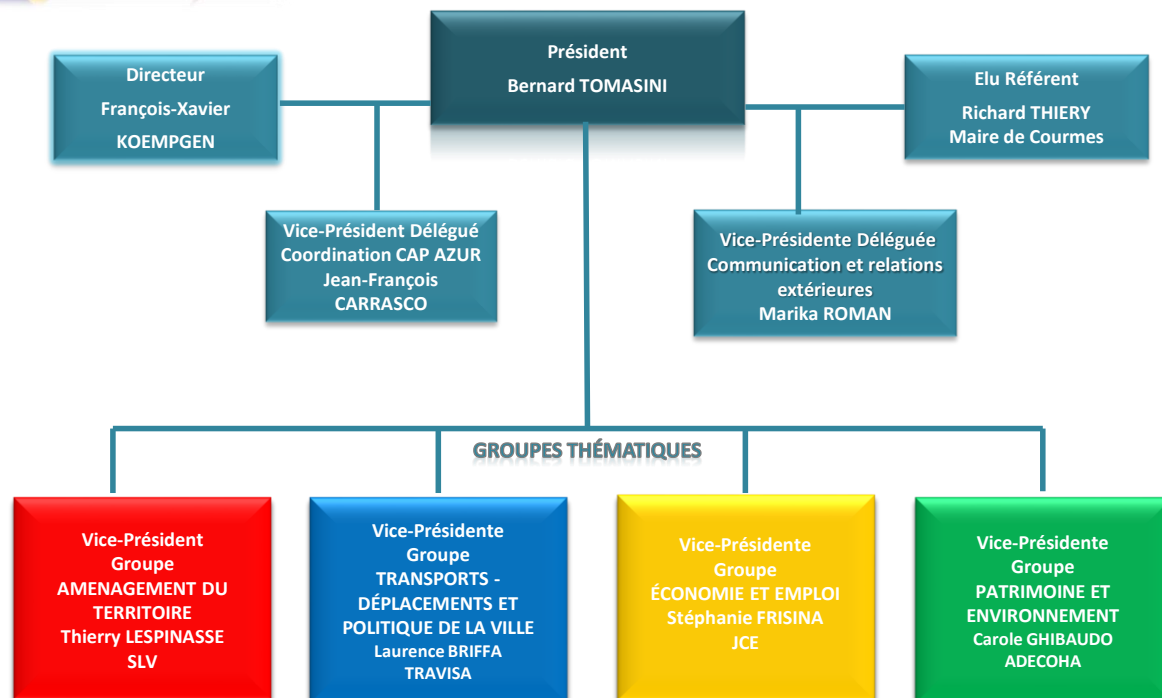 Président
Bernard TOMASINI
Directeur
François-Xavier
KOEMPGEN
Elu Référent
Richard THIERY
Maire de Courmes
Vice-Président Délégué
Coordination CAP AZUR
Jean-François
CARRASCO
Vice-Présidente Déléguée
Communication et relations
extérieures
Marika ROMAN
GROUPES THÉMATIQUES
Vice-Président
Groupe
AMENAGEMENT DU
TERRITOIRE
Thierry LESPINASSE
SLV
Vice-Présidente
Groupe
TRANSPORTS -
DÉPLACEMENTS ET
POLITIQUE DE LA VILLE
Laurence BRIFFA
TRAVISA
Vice-Présidente
Groupe
ÉCONOMIE ET EMPLOI
Stéphanie FRISINA
JCE
Vice-Présidente
Groupe
PATRIMOINE ET
ENVIRONNEMENT
Carole GHIBAUDO
ADECOHA